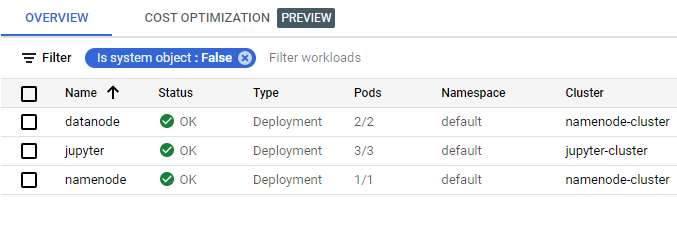 OVERVIEW COST OPTIMIZATION PREVIEW
Filter Is system object : False Filter workloads
Name Status Type Pods Namespace Cluster
datanode OK Deployment 2/2 default namenode-cluster
jupyter OK Deployment 3/3 default jupyter-cluster
namenode OK Deployment 1/1 default namenode-cluster